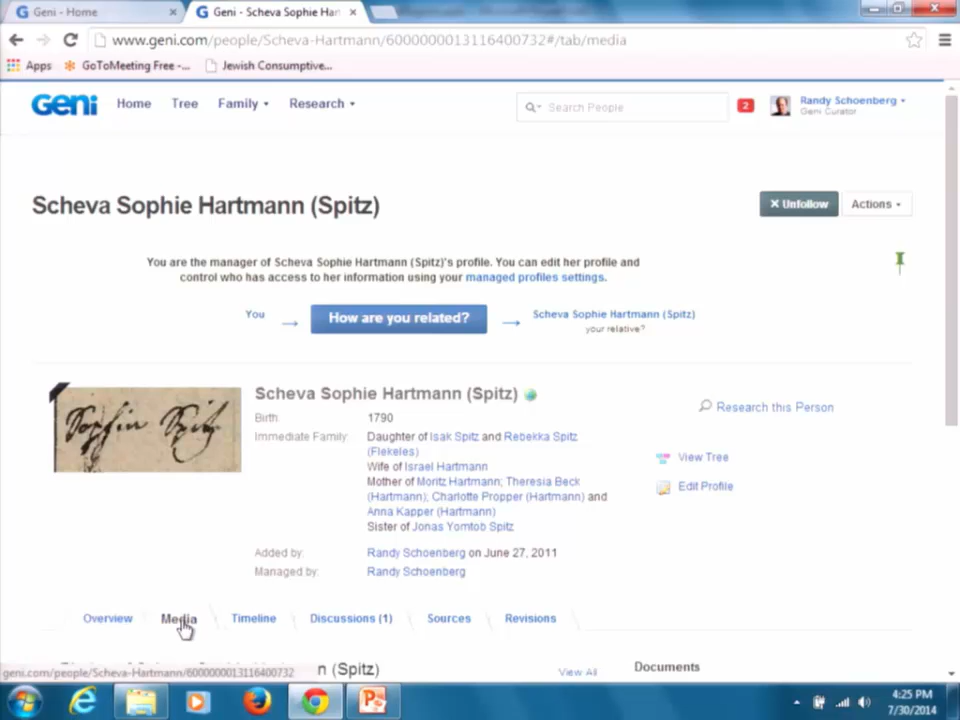 Geni - Home
Geni - Scheva Sophie Har
www.geni.com/people/Scheva-Hartmann/6000000013116400732#/tab/media
Apps GoToMeeting Free -... Jewish Consumptive...
Geni Home Tree Family Research Search People 2 Randy Schoenberg
Geni Curator
Scheva Sophie Hartmann (Spitz)
Unfollow Actions
You are the manager of Scheva Sophie Hartmann (Spitz)'s profile. You can edit her profile and
control who has access to her information using your managed profiles settings.
You How are you related? Scheva Sophie Hartmann (Spitz)
your relative?
Sophia Spitz
Scheva Sophie Hartmann (Spitz)
Research this Person
Birth: 1790
Immediate Family: Daughter of Isak Spitz and Rebekka Spitz
(Flekeles)
Wife of Israel Hartmann
Mother of Moritz Hartmann; Theresia Beck
(Hartmann); Charlotte Propper (Hartmann) and
Anna Kapper (Hartmann)
Sister of Jonas Yomtob Spitz
View Tree
Edit Profile
Added by: Randy Schoenberg on June 27, 2011
Managed by: Randy Schoenberg
Overview Media Timeline Discussions (1) Sources Revisions
geni.com/people/Scheva-Hartmann/6000000013116400732
n (Spitz) View All Documents
4:25 PM
7/30/2014